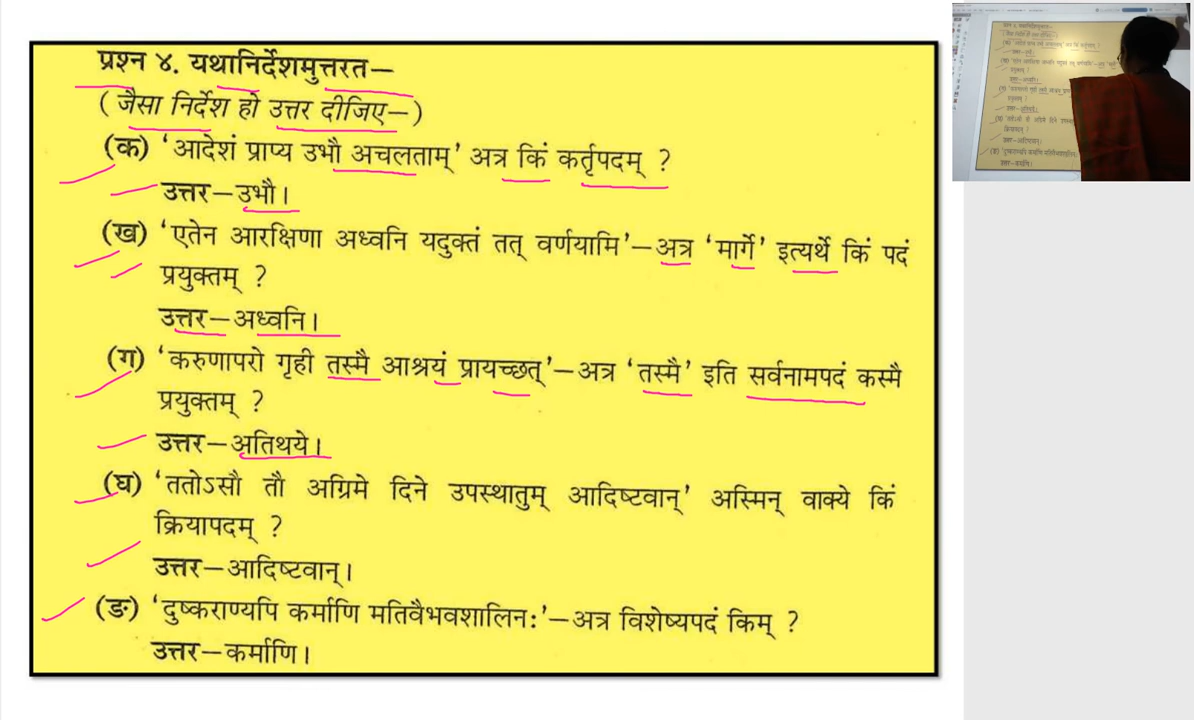 प्रश्न ४. यथानिर्देशमुत्तरत–
(जैसा निर्देश हो उत्तर दीजिए–)
(क) ‘आदेशं प्राप्य उभौ अचलताम्’ अत्र किं कर्तृपदम् ?
उत्तर–उभौ।
(ख) ‘एतेन आरक्षिणा अध्वनि यदुक्तं तत् वर्णयामि’–अत्र ‘मार्गे’ इत्यर्थे किं पदं
प्रयुक्तम् ?
उत्तर–अध्वनि।
(ग) ‘करुणापरो गृही तस्मै आश्रयं प्रायच्छत्’–अत्र ‘तस्मै’ इति सर्वनामपदं कस्मै
प्रयुक्तम् ?
उत्तर–अतिथये।
(घ) ‘ततोऽसौ तौ अग्रिमे दिने उपस्थातुम् आदिष्टवान्’ अस्मिन् वाक्ये किं
क्रियापदम् ?
उत्तर–आदिष्टवान्।
(ङ) ‘दुष्कराण्यपि कर्माणि मतिवैभवशालिनः’–अत्र विशेष्यपदं किम् ?
उत्तर–कर्माणि।